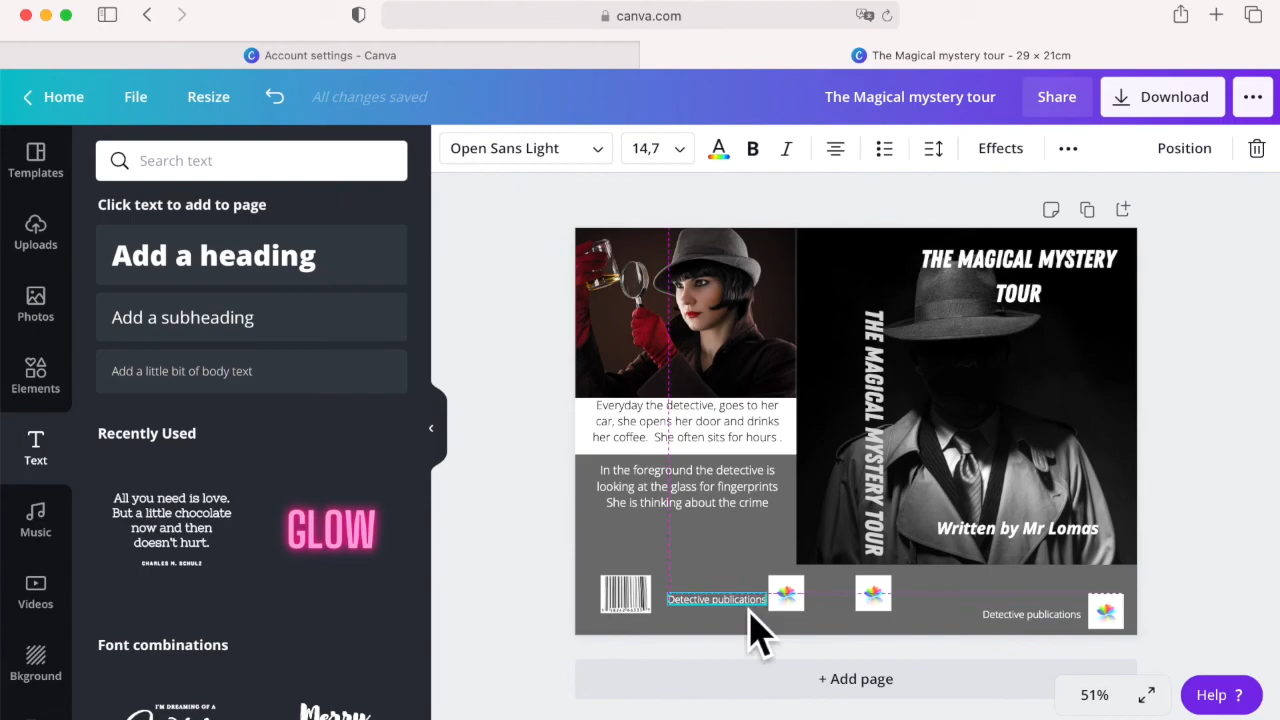 canva.com
Account settings - Canva
The Magical mystery tour - 29 × 21cm
Home
File
Resize
All changes saved
The Magical mystery tour
Share
Download
Templates
Uploads
Photos
Elements
Text
Music
Videos
Bkground
Search text
Click text to add to page
Add a heading
Add a subheading
Add a little bit of body text
Recently Used
All you need is love.
But a little chocolate
now and then
doesn't hurt.
CHARLES M. SCHULZ
GLOW
Font combinations
I'M DREAMING OF A
Merry
Open Sans Light
14,7
A
B
I
Effects
Position
Everyday the detective, goes to her
car, she opens her door and drinks
her coffee. She often sits for hours .
In the foreground the detective is
looking at the glass for fingerprints
She is thinking about the crime
Detective publications
THE MAGICAL MYSTERY TOUR
THE MAGICAL MYSTERY
TOUR
Written by Mr Lomas
Detective publications
+ Add page
51%
Help ?